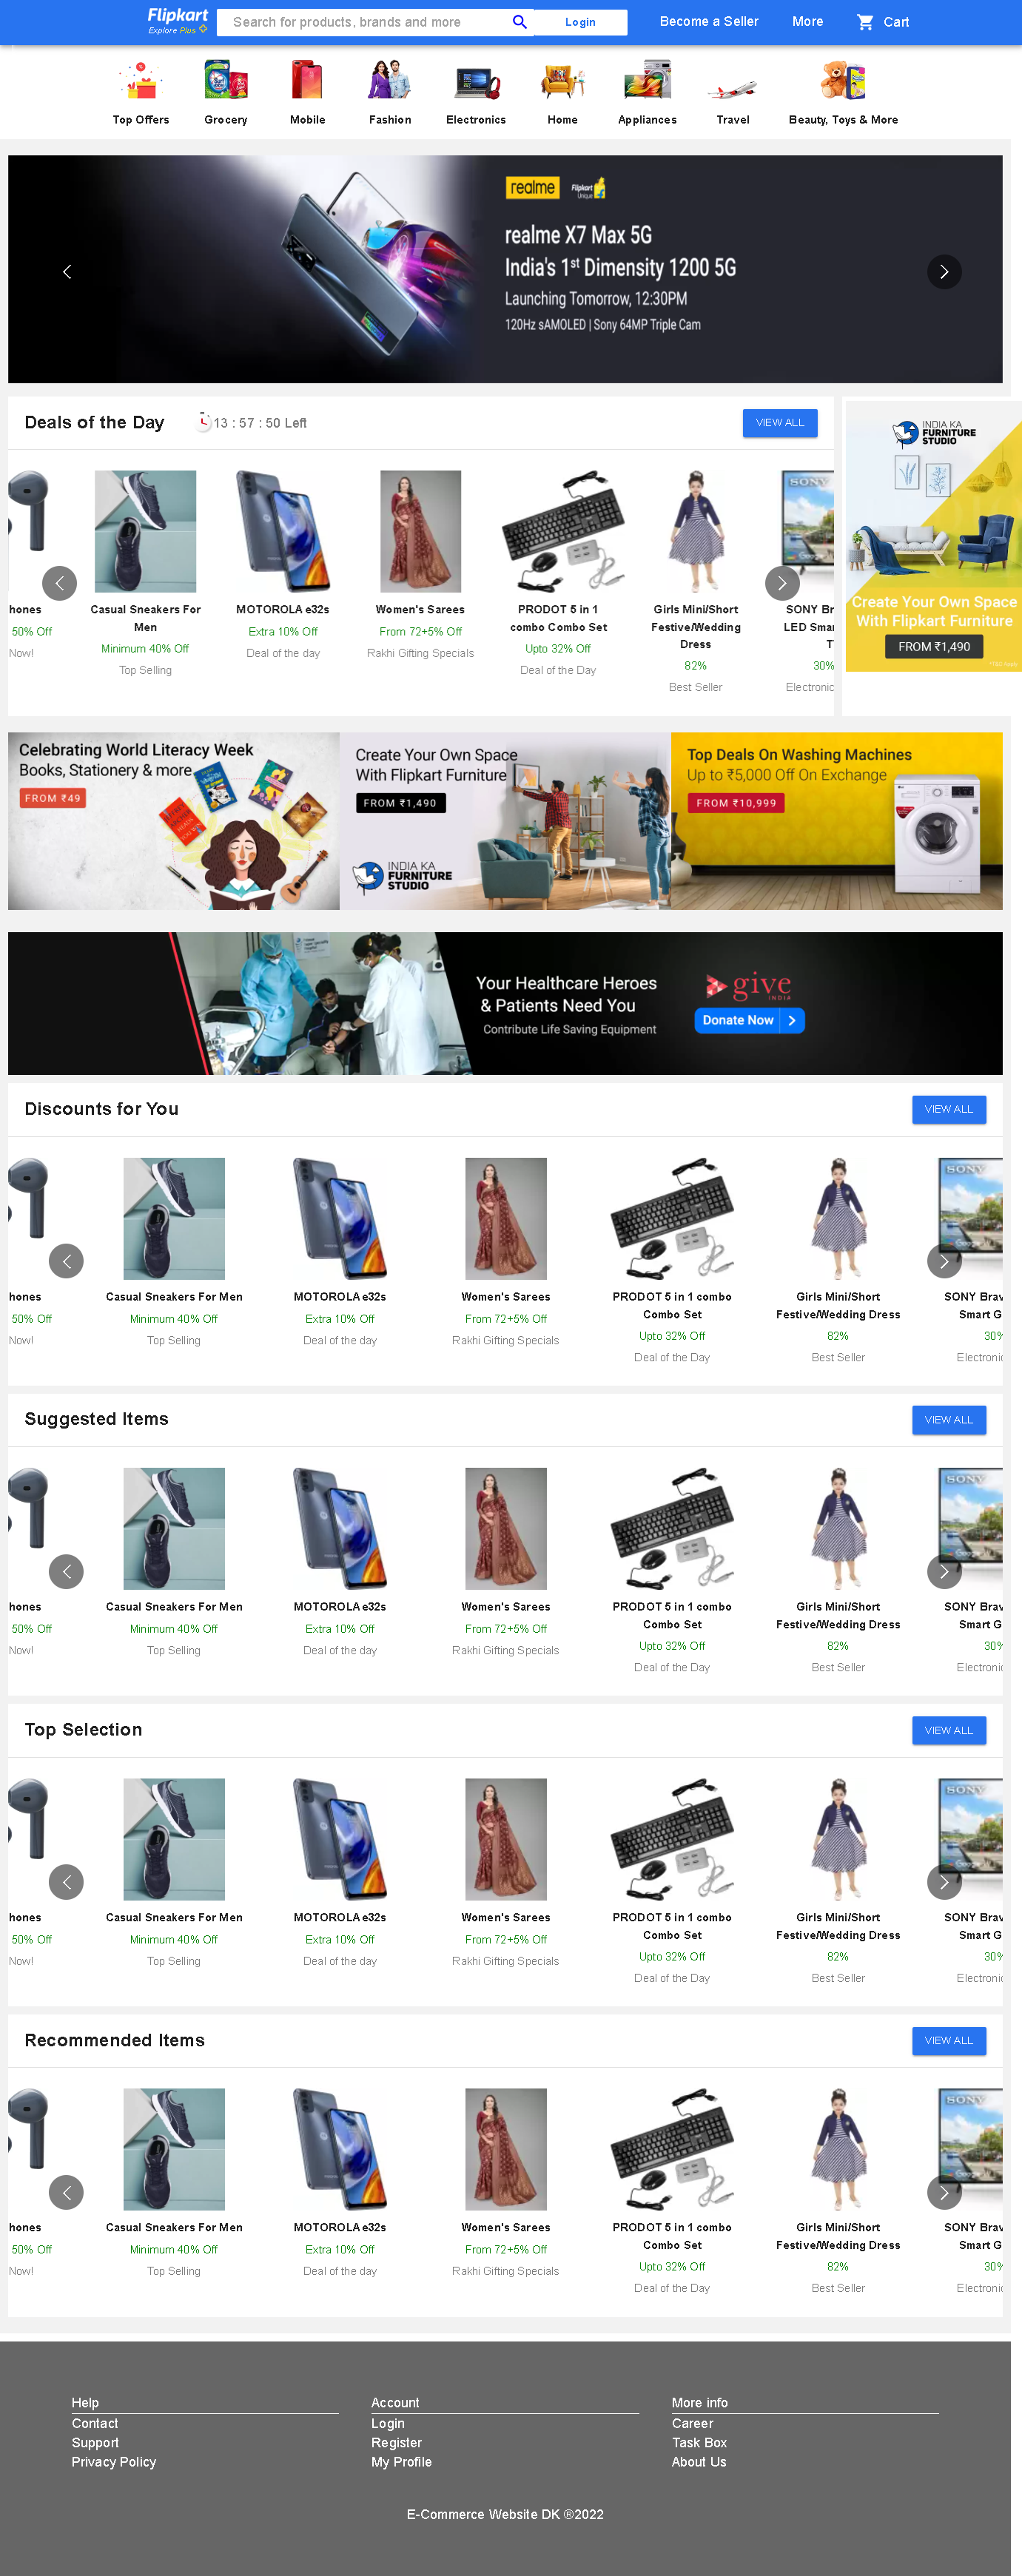 Flipkart
Explore Plus
Search for products, brands and more
Login
Become a Seller
More
Cart
Top Offers
Grocery
Mobile
Fashion
Electronics
Home
Appliances
Travel
Beauty, Toys & More
realme
Flipkart
Unique
realme X7 Max 5G
India's 1st Dimensity 1200 5G
Launching Tomorrow, 12:30PM
120Hz sAMOLED | Sony 64MP Triple Cam
Deals of the Day
13 : 57 : 50 Left
VIEW ALL
hones
50% Off
Now!
Casual Sneakers For
Men
Minimum 40% Off
Top Selling
MOTOROLA e32s
Extra 10% Off
Deal of the day
Women's Sarees
From 72+5% Off
Rakhi Gifting Specials
PRODOT 5 in 1
combo Combo Set
Upto 32% Off
Deal of the Day
Girls Mini/Short
Festive/Wedding
Dress
82%
Best Seller
SONY Br
LED Smar
T
30%
Electronic
INDIA KA
FURNITURE
STUDIO
Create Your Own Space
With Flipkart Furniture
FROM ₹1,490
Celebrating World Literacy Week
Books, Stationery & more
FROM ₹49
Create Your Own Space
With Flipkart Furniture
FROM ₹1,490
INDIA KA
FURNITURE
STUDIO
Top Deals On Washing Machines
Up to ₹5,000 Off On Exchange
FROM ₹10,999
Your Healthcare Heroes
& Patients Need You
Contribute Life Saving Equipment
give
INDIA
Donate Now
Discounts for You
VIEW ALL
hones
50% Off
Now!
Casual Sneakers For Men
Minimum 40% Off
Top Selling
MOTOROLA e32s
Extra 10% Off
Deal of the day
Women's Sarees
From 72+5% Off
Rakhi Gifting Specials
PRODOT 5 in 1 combo
Combo Set
Upto 32% Off
Deal of the Day
Girls Mini/Short
Festive/Wedding Dress
82%
Best Seller
SONY
SONY Brav
Smart G
30%
Electronic
Suggested Items
VIEW ALL
hones
50% Off
Now!
Casual Sneakers For Men
Minimum 40% Off
Top Selling
MOTOROLA e32s
Extra 10% Off
Deal of the day
Women's Sarees
From 72+5% Off
Rakhi Gifting Specials
PRODOT 5 in 1 combo
Combo Set
Upto 32% Off
Deal of the Day
Girls Mini/Short
Festive/Wedding Dress
82%
Best Seller
SONY
SONY Brav
Smart G
30%
Electronic
Top Selection
VIEW ALL
hones
50% Off
Now!
Casual Sneakers For Men
Minimum 40% Off
Top Selling
MOTOROLA e32s
Extra 10% Off
Deal of the day
Women's Sarees
From 72+5% Off
Rakhi Gifting Specials
PRODOT 5 in 1 combo
Combo Set
Upto 32% Off
Deal of the Day
Girls Mini/Short
Festive/Wedding Dress
82%
Best Seller
SONY
SONY Brav
Smart G
30%
Electronic
Recommended Items
VIEW ALL
hones
50% Off
Now!
Casual Sneakers For Men
Minimum 40% Off
Top Selling
MOTOROLA e32s
Extra 10% Off
Deal of the day
Women's Sarees
From 72+5% Off
Rakhi Gifting Specials
PRODOT 5 in 1 combo
Combo Set
Upto 32% Off
Deal of the Day
Girls Mini/Short
Festive/Wedding Dress
82%
Best Seller
SONY
SONY Brav
Smart G
30%
Electronic
Help
Contact
Support
Privacy Policy
Account
Login
Register
My Profile
More info
Career
Task Box
About Us
E-Commerce Website DK ®2022